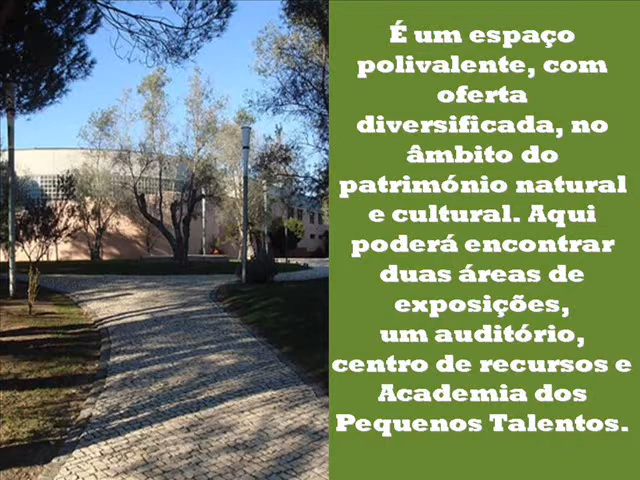 É um espaço
polivalente, com
oferta
diversificada, no
âmbito do
património natural
e cultural. Aqui
poderá encontrar
duas áreas de
exposições,
um auditório,
centro de recursos e
Academia dos
Pequenos Talentos.